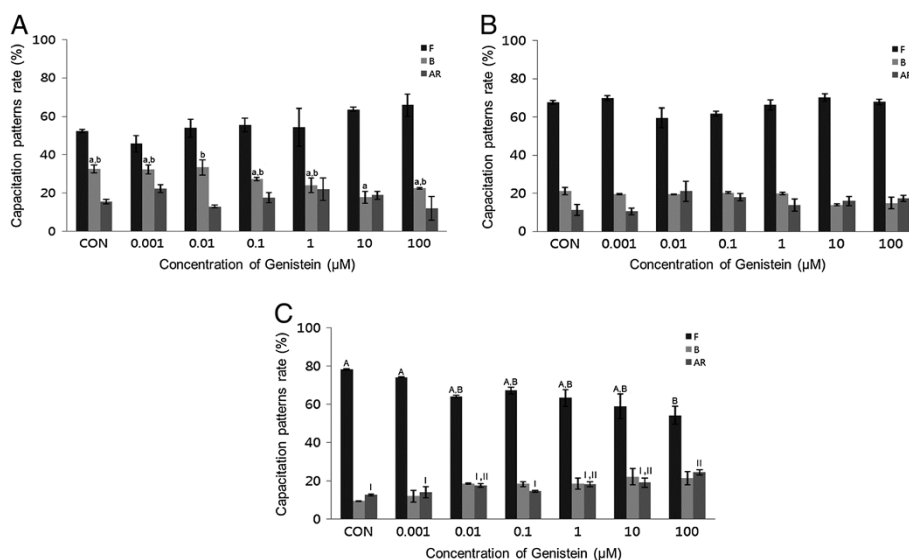 A
Capacitation patterns rate (%)
100
80
60
40
20
0
F
B
AR
a,b
a,b
b
a,b
a,b
a
a,b
CON 0.001 0.01 0.1 1 10 100
Concentration of Genistein (μM)
B
Capacitation patterns rate (%)
100
80
60
40
20
0
F
B
AR
CON 0.001 0.01 0.1 1 10 100
Concentration of Genistein (μM)
C
Capacitation patterns rate (%)
100
80
60
40
20
0
F
B
AR
A
A
A,B
A,B
A,B
A,B
B
I
I
I,II
I
I,II
I,II
II
CON 0.001 0.01 0.1 1 10 100
Concentration of Genistein (μM)